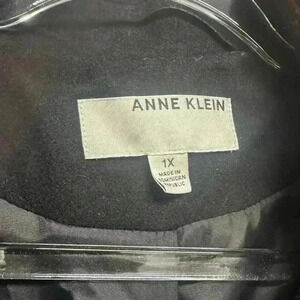 ANNE KLEIN
1X
MADE IN
DOMINICAN
REPUBLIC